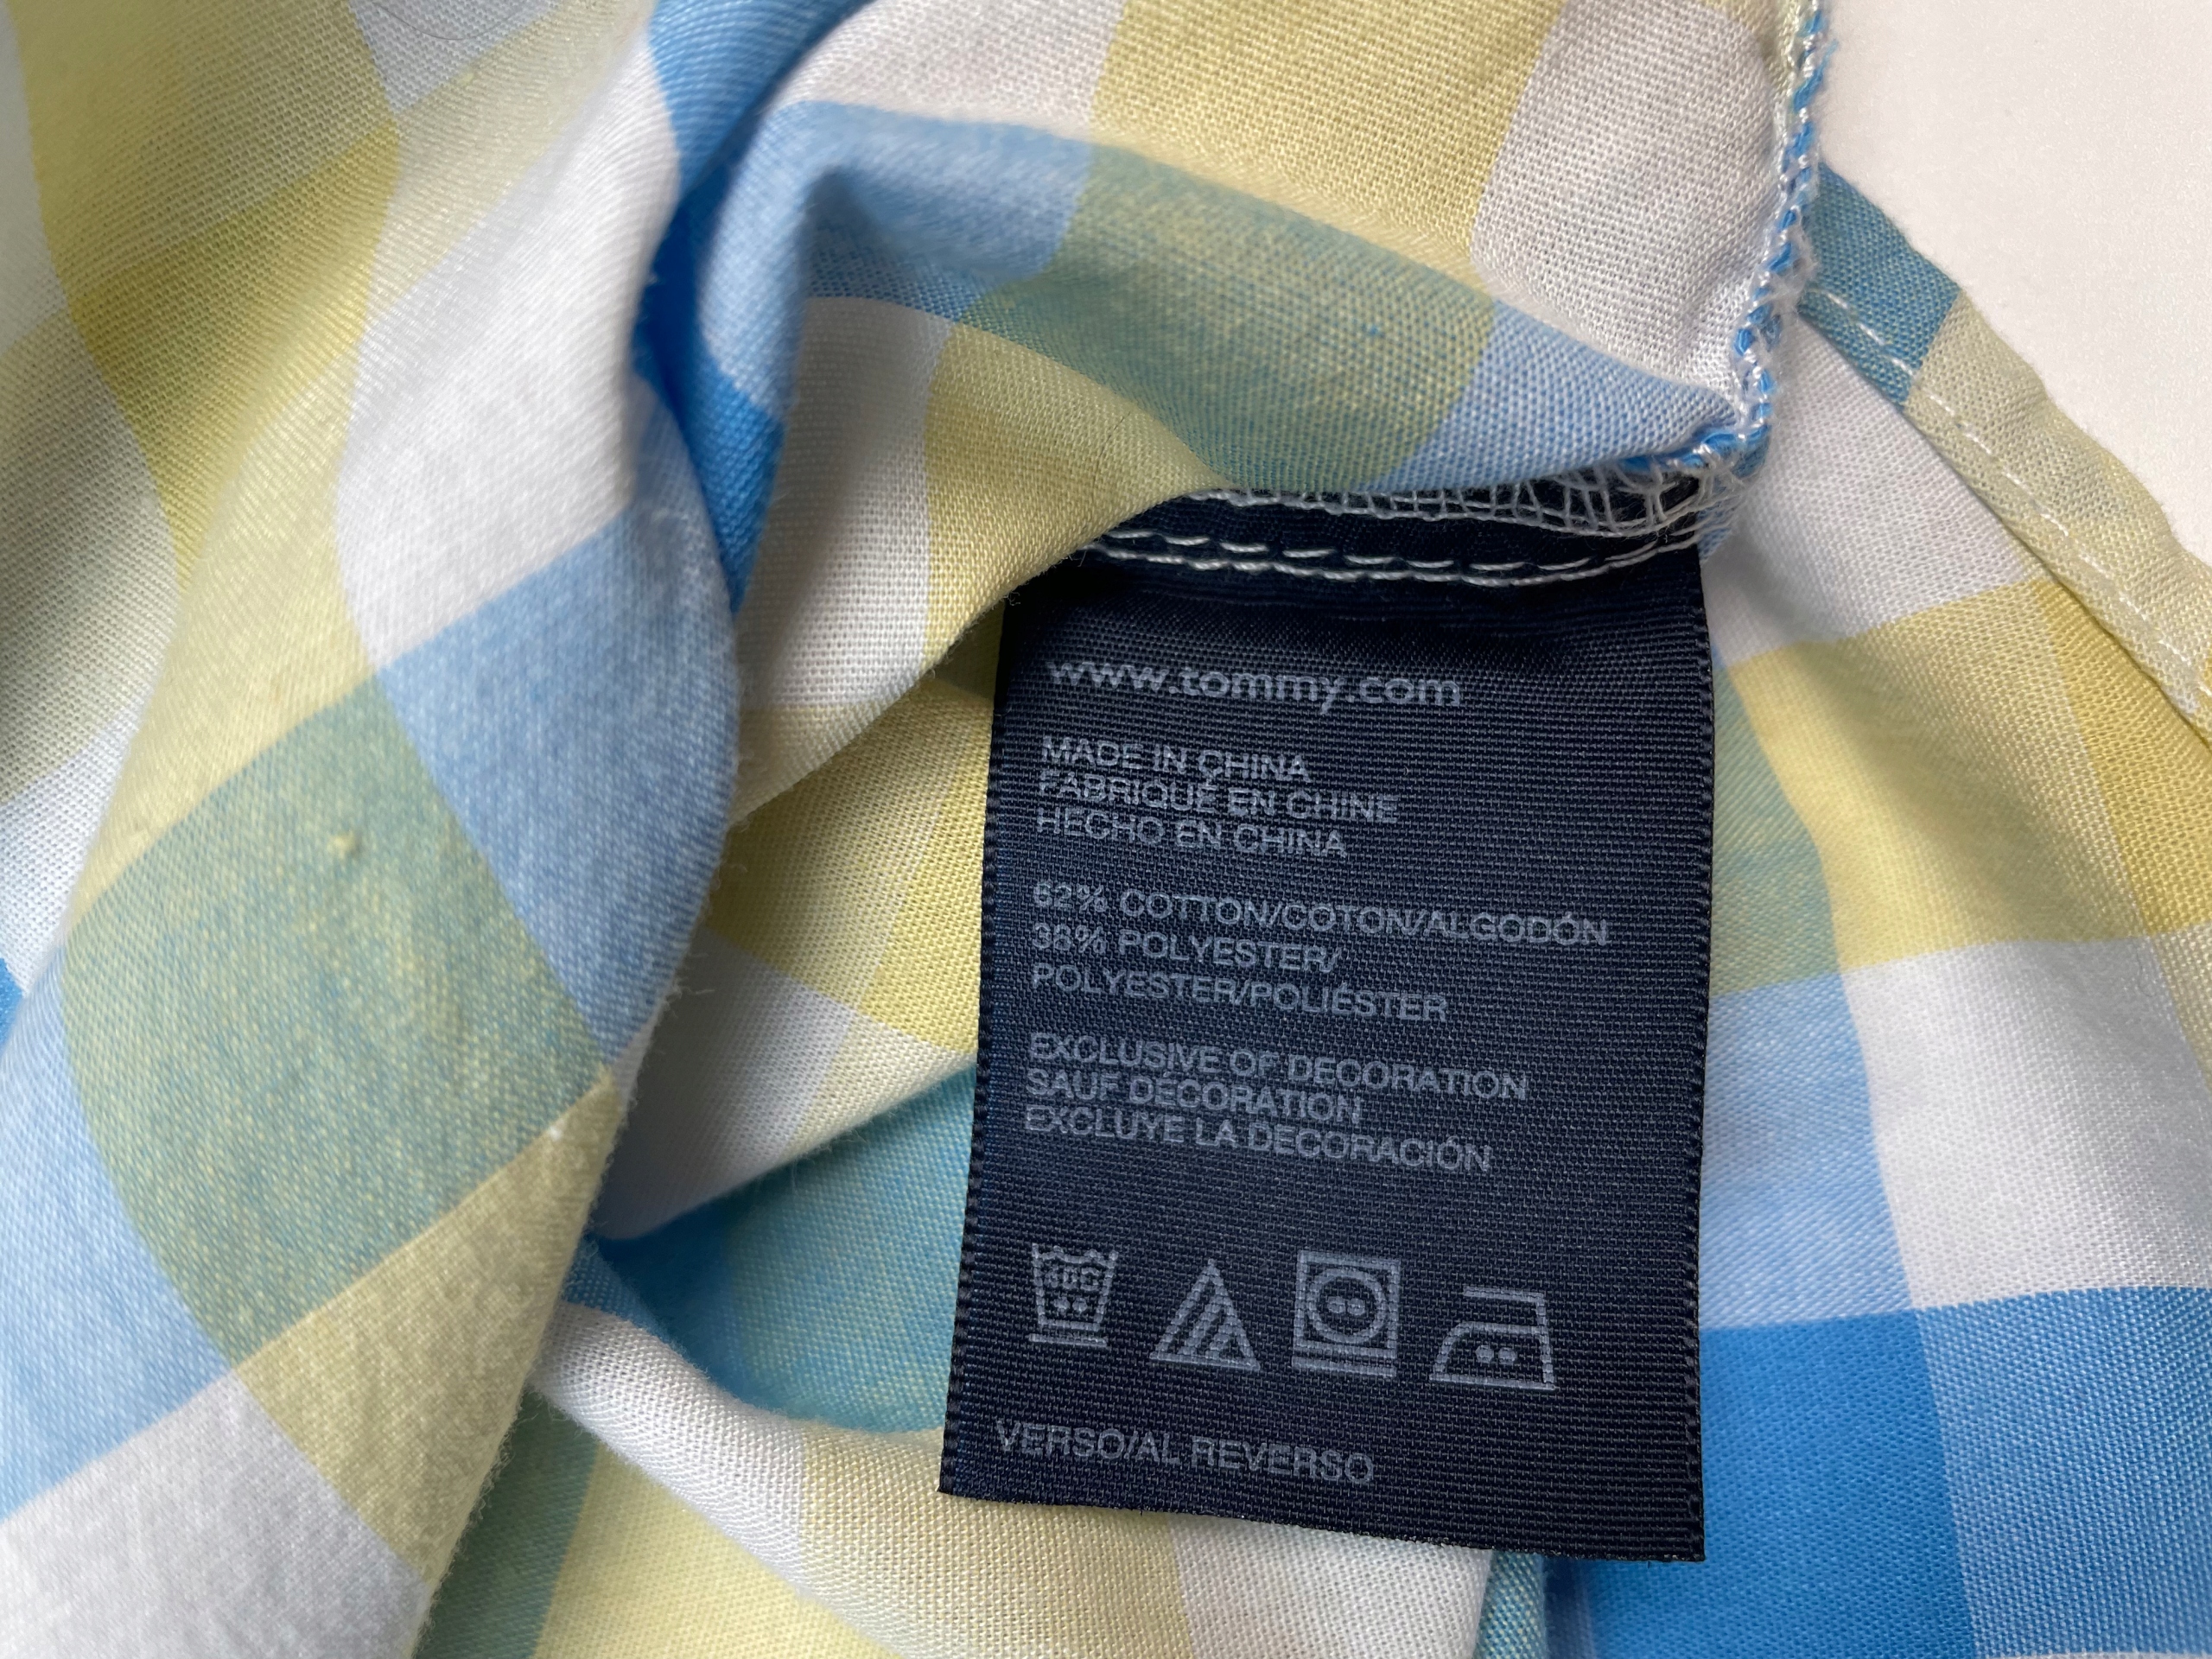 www.tommy.com
MADE IN CHINA
FABRIQUÉ EN CHINE
HECHO EN CHINA
62% COTTON/COTON/ALGODÓN
38% POLYESTER/
POLYESTER/POLIÉSTER
EXCLUSIVE OF DECORATION
SAUF DÉCORATION
EXCLUYE LA DECORACIÓN
30C
VERSO/AL REVERSO